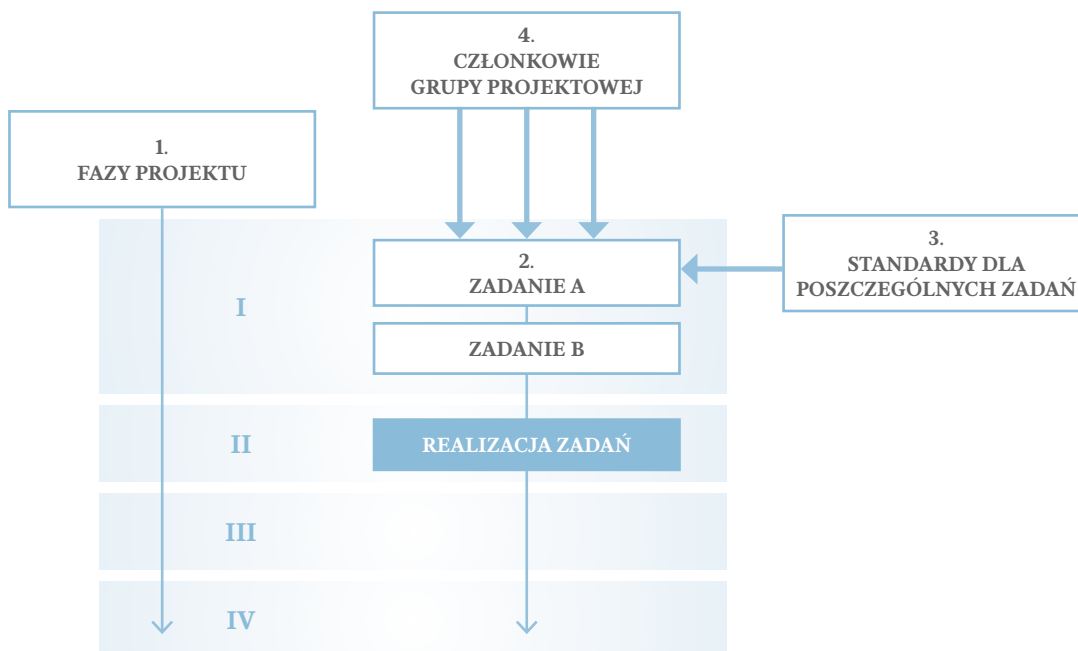 4.
CZŁONKOWIE
GRUPY PROJEKTOWEJ
1.
FAZY PROJEKTU
3.
STANDARDY DLA
POSZCZEGÓLNYCH ZADAŃ
2.
ZADANIE A
I
ZADANIE B
II
REALIZACJA ZADAŃ
III
IV